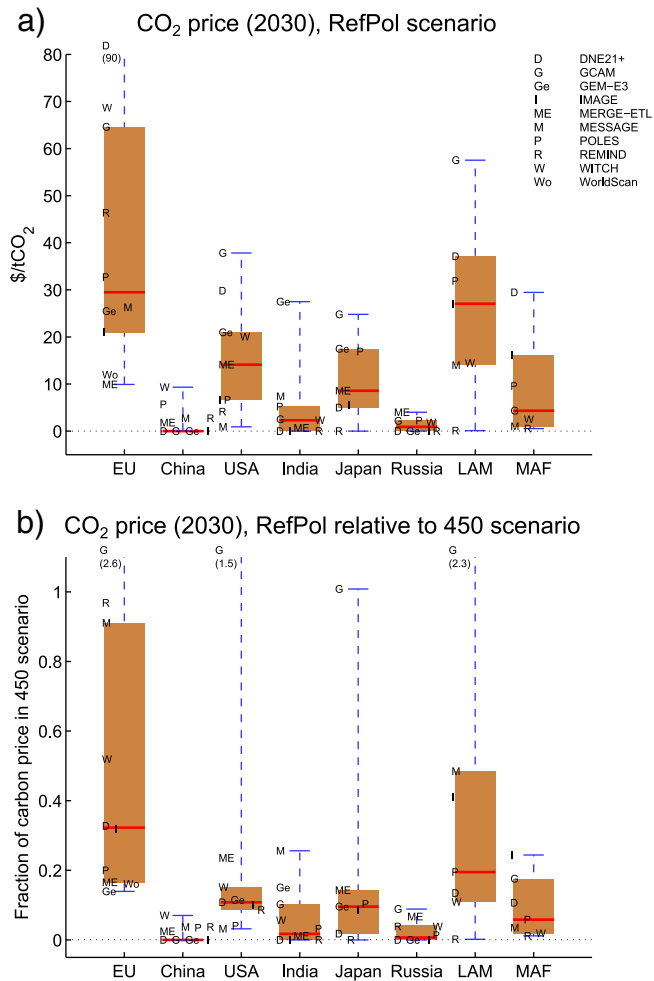 a) CO2 price (2030), RefPol scenario
$/tCO2
80
70
60
50
40
30
20
10
0
D DNE21+
G GCAM
Ge GEM−E3
I IMAGE
ME MERGE−ETL
M MESSAGE
P POLES
R REMIND
W WITCH
Wo WorldScan
D
(90)
W
G
R
P
Ge M
I
Wo
ME
W
P
ME M R
D G Ge I
G
D
Ge W
ME
I P
R
M
Ge
M
P
G W
ME
D I R
G
Ge P
ME
D I
R
ME
G P W
D Ge I R
G
D
P
I
M W
R
D
I
P
G
W
M R
EU China USA India Japan Russia LAM MAF
b) CO2 price (2030), RefPol relative to 450 scenario
Fraction of carbon price in 450 scenario
1
0.8
0.6
0.4
0.2
0
G
(2.6)
R
M
W
D I
P
ME Wo
Ge
W
ME M P R
D G Ge I
G
(1.5)
ME
W
D Ge I
R
M P
M
Ge
G
W
P
ME
D I R
G
ME
Ge I P
D
R
G
ME
R M W
P
D Ge I
G
(2.3)
M
I
P
D
W
R
I
G
D
P
M
R W
EU China USA India Japan Russia LAM MAF